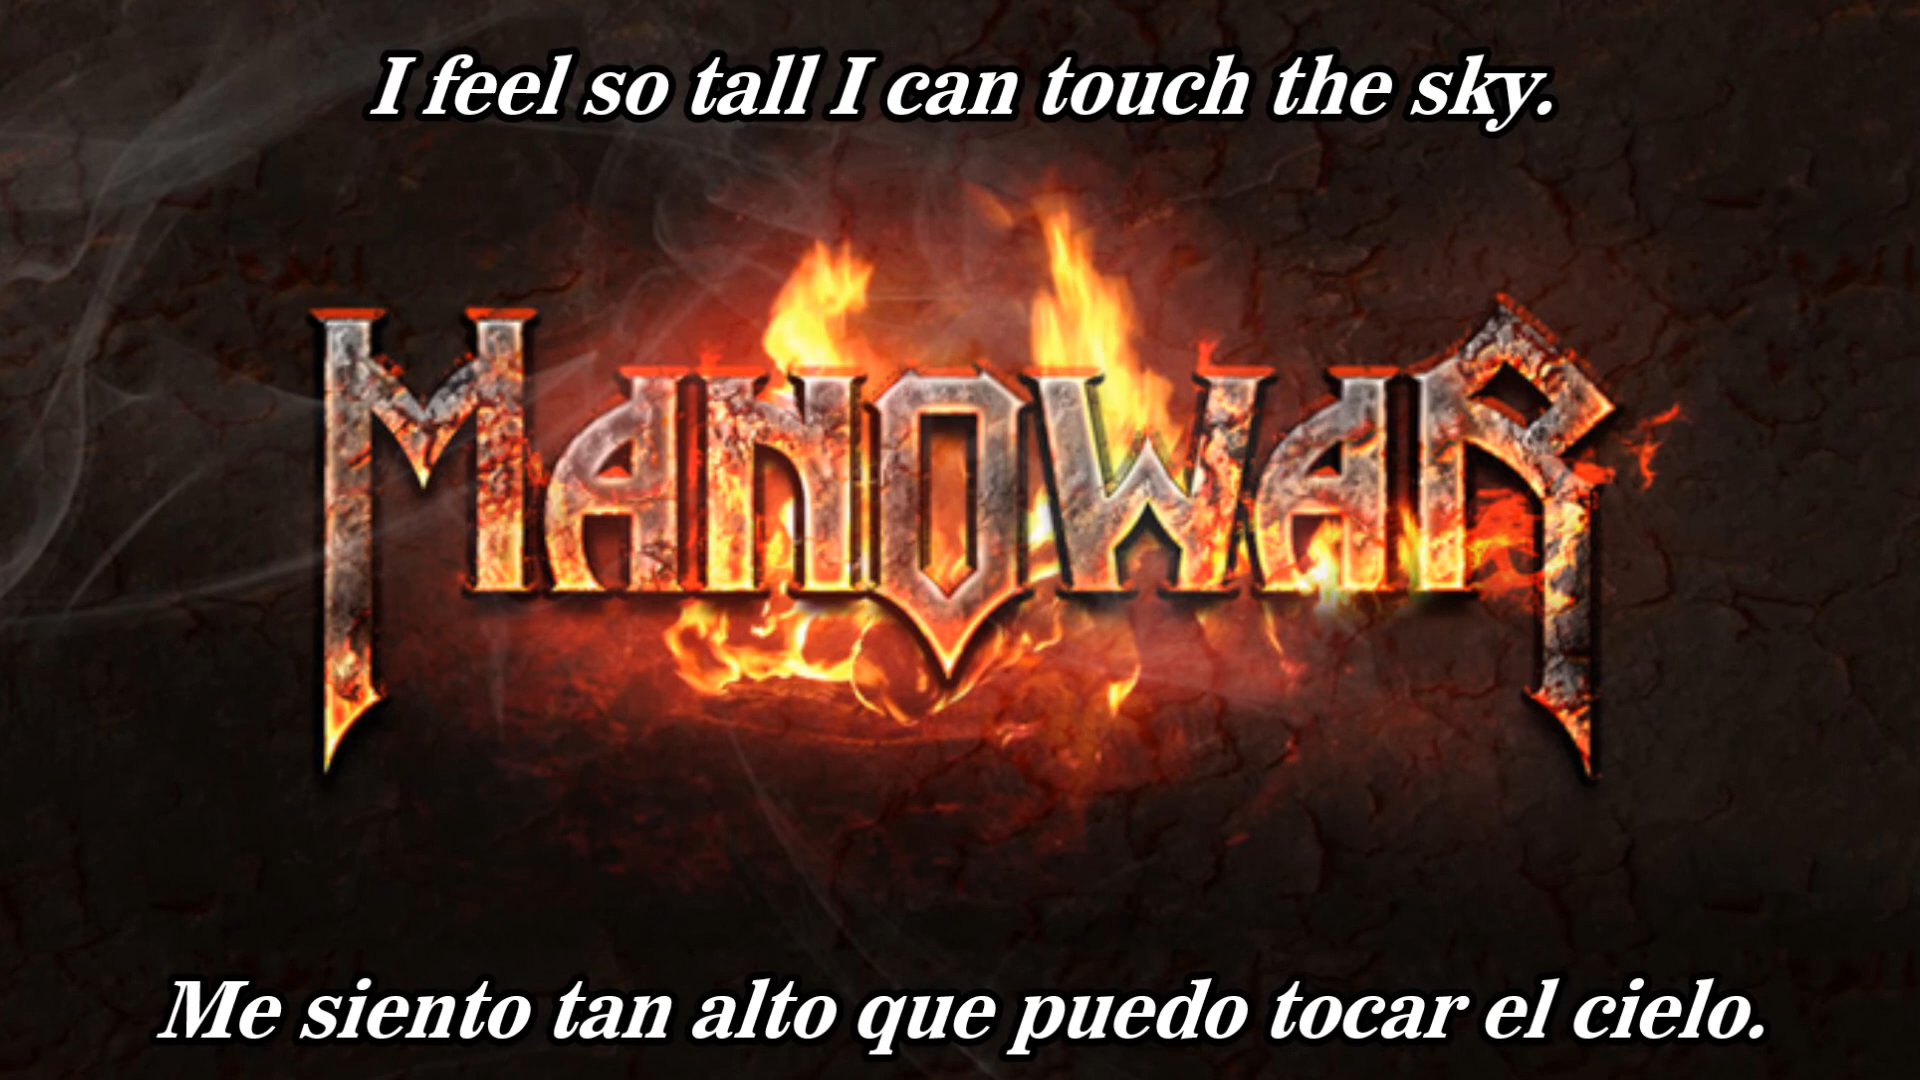 I feel so tall I can touch the sky.
MANOWAR
Me siento tan alto que puedo tocar el cielo.